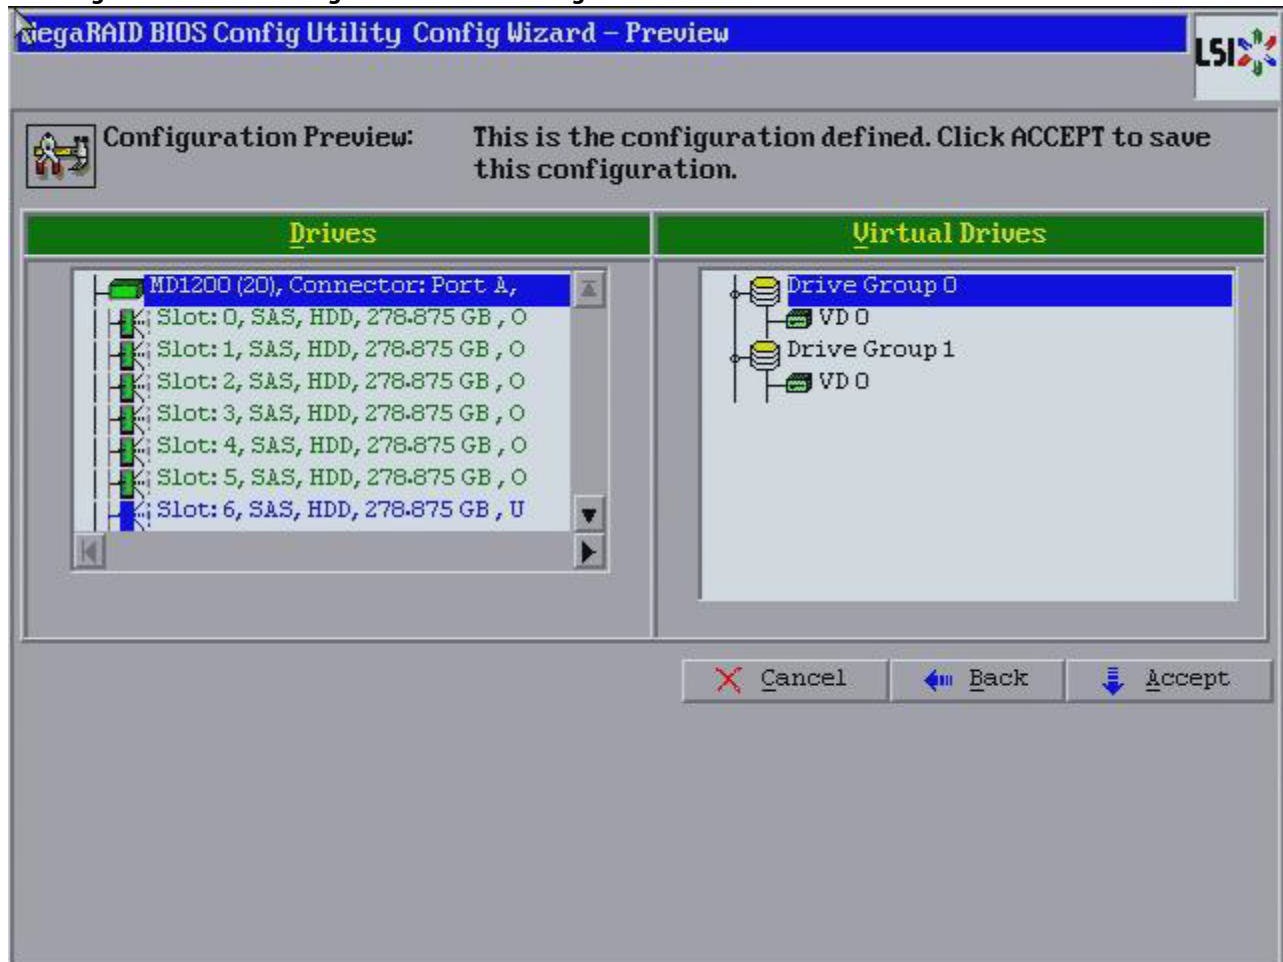 egaRAID BIOS Config Utility Config Wizard – Preview
LSI
Configuration Preview:
This is the configuration defined. Click ACCEPT to save
this configuration.
Drives
MD1200 (20), Connector: Port A,
Slot: 0, SAS, HDD, 278.875 GB , O
Slot: 1, SAS, HDD, 278.875 GB , O
Slot: 2, SAS, HDD, 278.875 GB , O
Slot: 3, SAS, HDD, 278.875 GB , O
Slot: 4, SAS, HDD, 278.875 GB , O
Slot: 5, SAS, HDD, 278.875 GB , O
Slot: 6, SAS, HDD, 278.875 GB , U
Virtual Drives
Drive Group 0
VD 0
Drive Group 1
VD 0
Cancel
Back
Accept